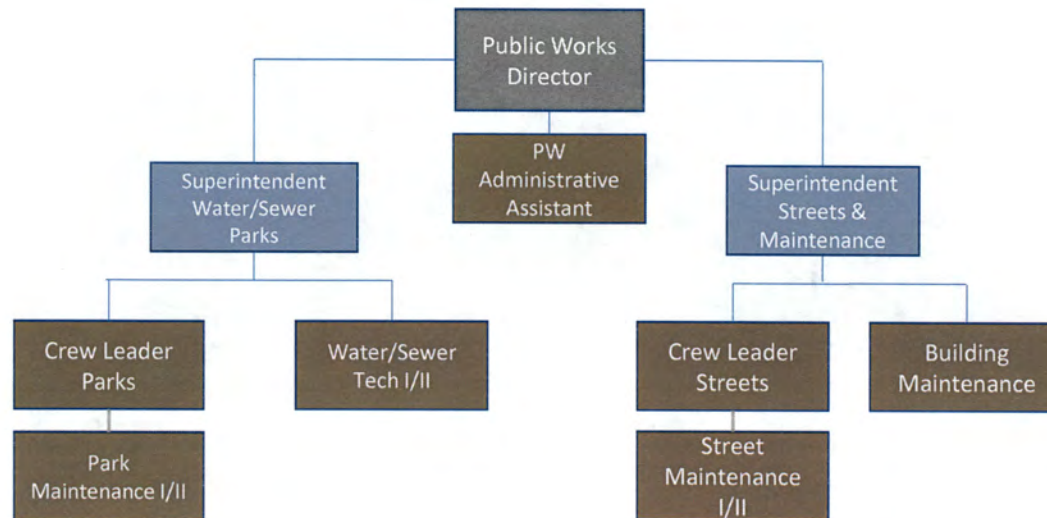 Public Works
Director
PW
Administrative
Assistant
Superintendent
Water/Sewer
Parks
Superintendent
Streets &
Maintenance
Crew Leader
Parks
Water/Sewer
Tech I/II
Crew Leader
Streets
Building
Maintenance
Park
Maintenance I/II
Street
Maintenance
I/II